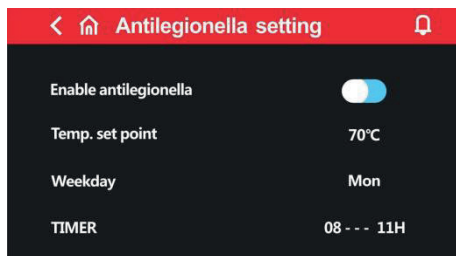 Antilegionella setting
Enable antilegionella
Temp. set point 70℃
Weekday Mon
TIMER 08 - - - 11H